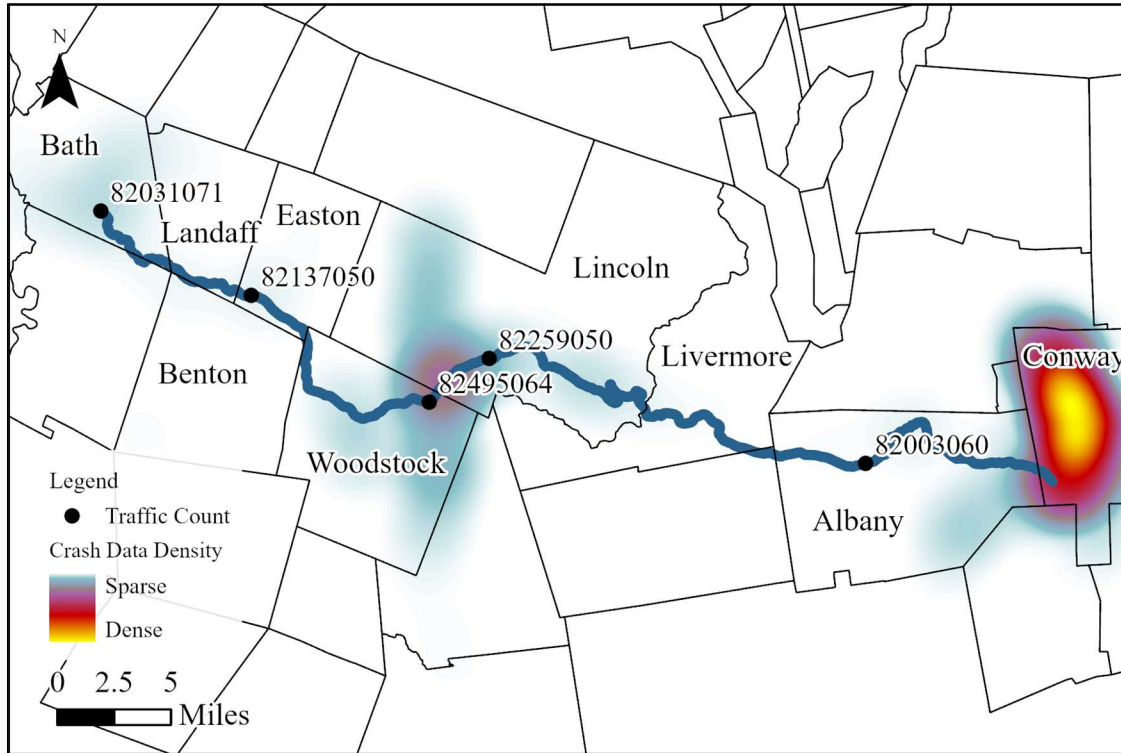 N
Bath
82031071
Easton
Landaff
82137050
Lincoln
82259050
Livermore
Conway
Benton
82495064
82003060
Woodstock
Albany
Legend
Traffic Count
Crash Data Density
Sparse
Dense
0 2.5 5
Miles